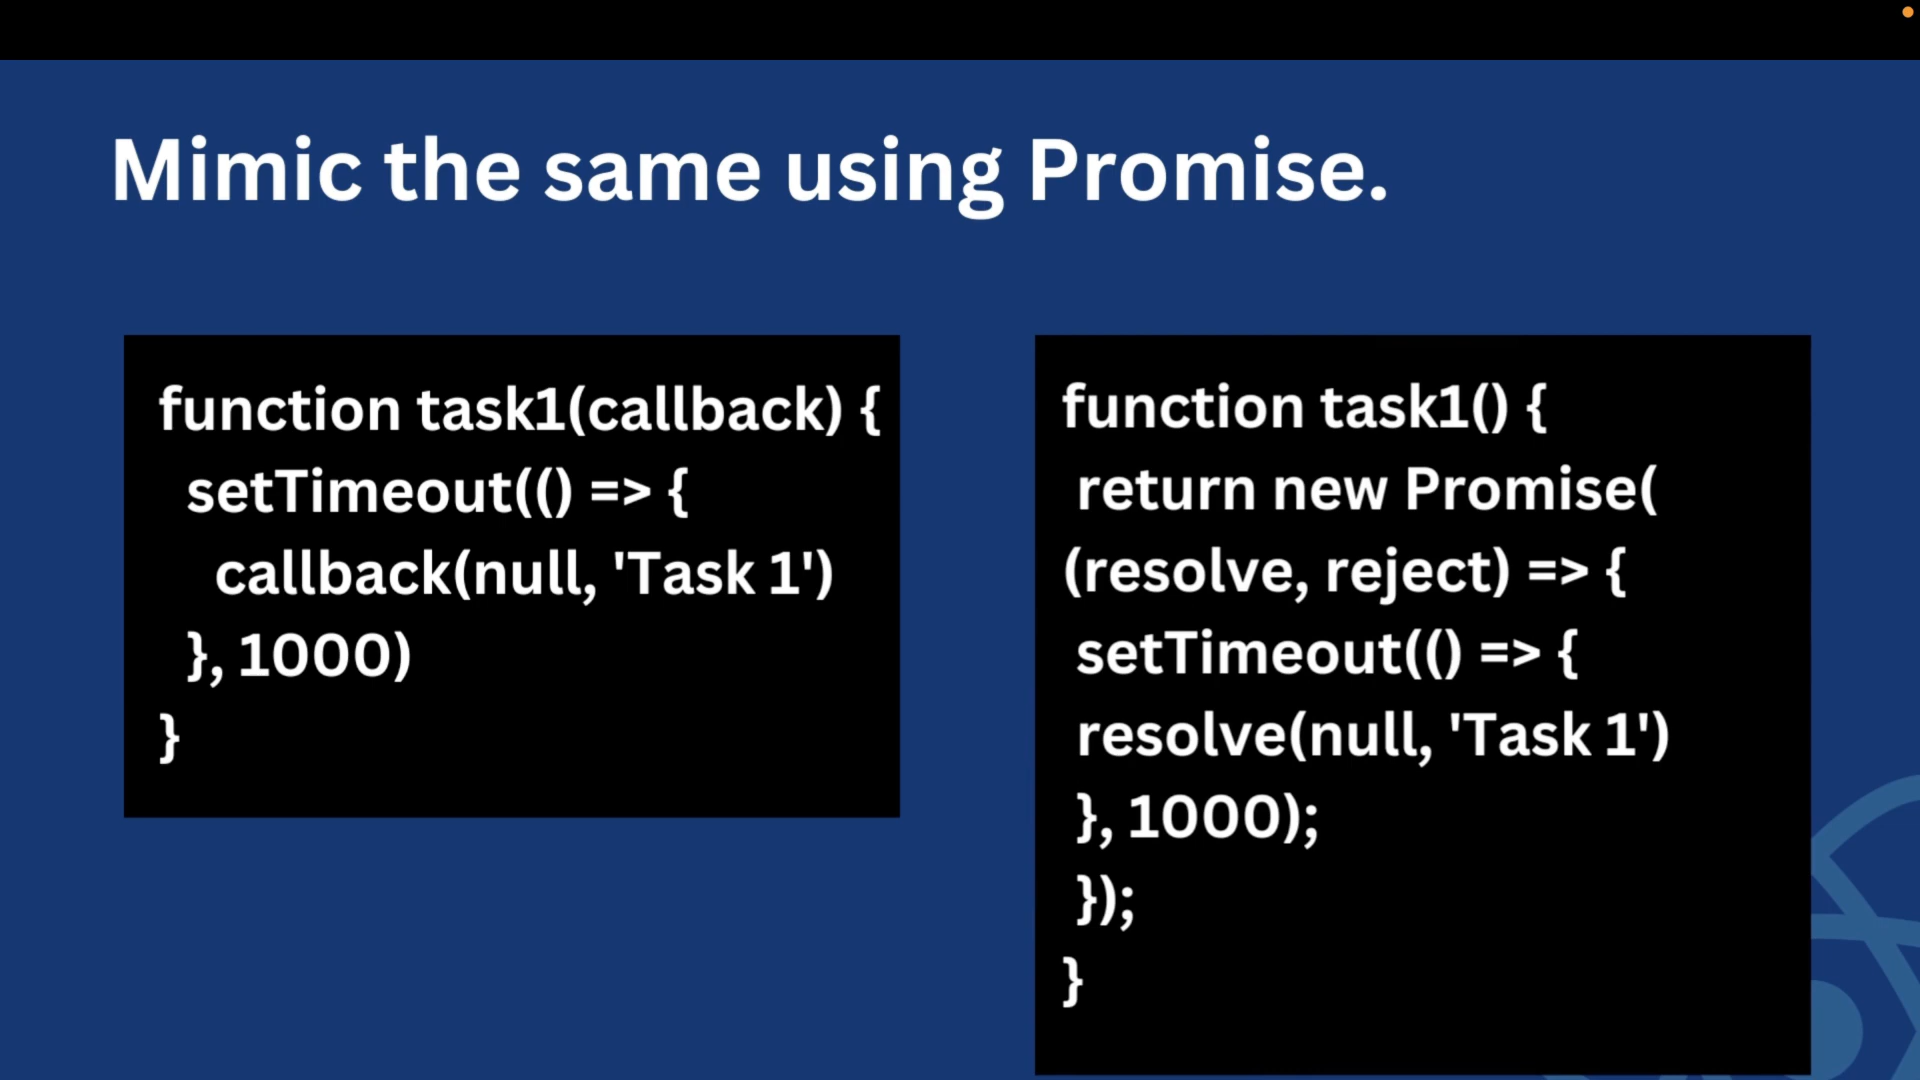 Mimic the same using Promise.
function task1(callback) {
setTimeout(() => {
callback(null, 'Task 1')
}, 1000)
}
function task1() {
return new Promise(
(resolve, reject) => {
setTimeout(() => {
resolve(null, 'Task 1')
}, 1000);
});
}